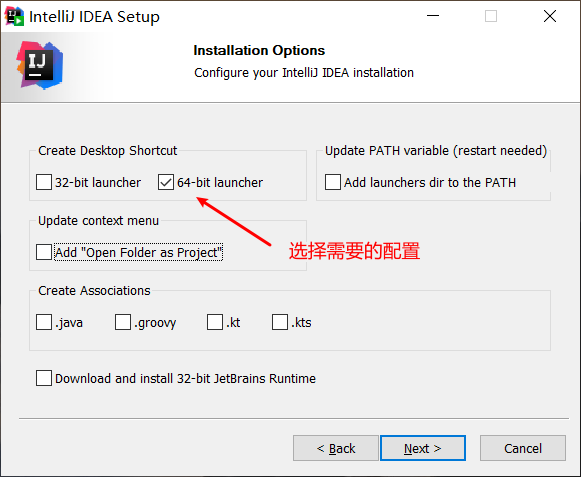 IntelliJ IDEA Setup
IJ
Installation Options
Configure your IntelliJ IDEA installation
Create Desktop Shortcut
32-bit launcher
64-bit launcher
Update PATH variable (restart needed)
Add launchers dir to the PATH
Update context menu
Add "Open Folder as Project"
选择需要的配置
Create Associations
.java
.groovy
.kt
.kts
Download and install 32-bit JetBrains Runtime
< Back
Next >
Cancel